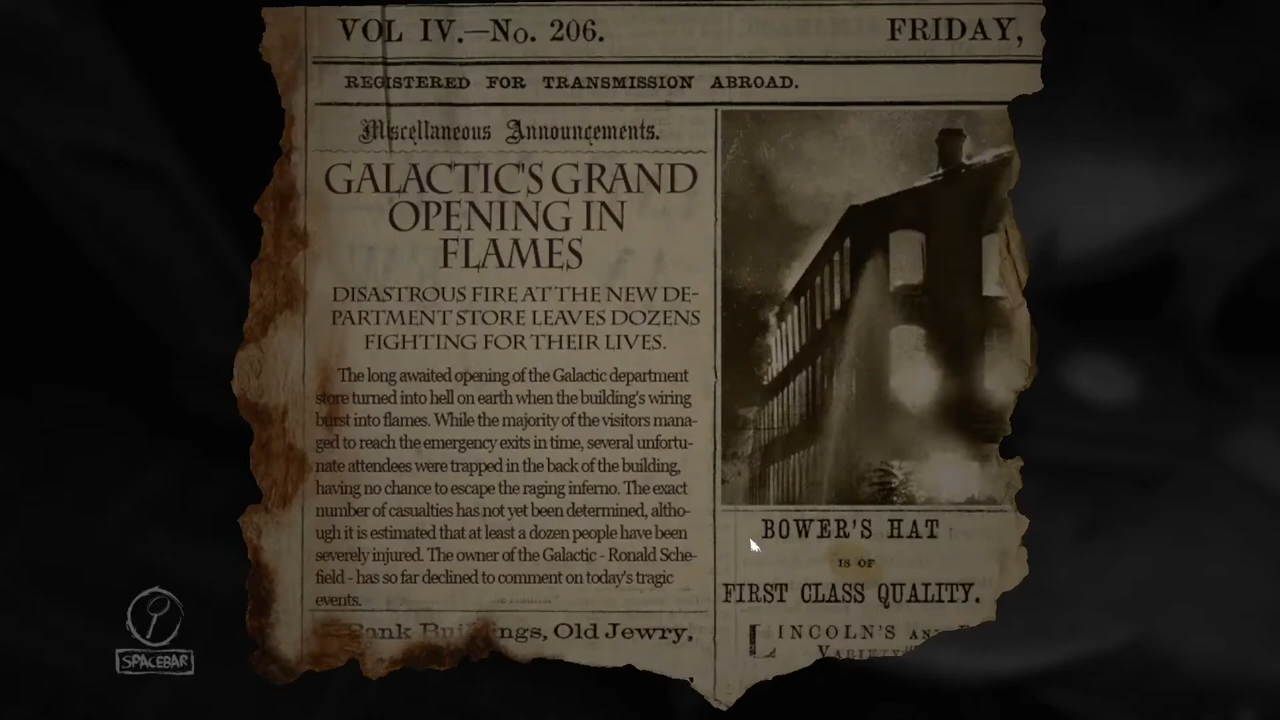 VOL IV.—No. 206.
FRIDAY,
REGISTERED FOR TRANSMISSION ABROAD.
Miscellaneous Announcements.
GALACTIC'S GRAND
OPENING IN
FLAMES
DISASTROUS FIRE AT THE NEW DE-
PARTMENT STORE LEAVES DOZENS
FIGHTING FOR THEIR LIVES.
The long awaited opening of the Galactic department
store turned into hell on earth when the building's wiring
burst into flames. While the majority of the visitors mana-
ged to reach the emergency exits in time, several unfortu-
nate attendees were trapped in the back of the building,
having no chance to escape the raging inferno. The exact
number of casualties has not yet been determined, altho-
ugh it is estimated that at least a dozen people have been
severely injured. The owner of the Galactic - Ronald Sche-
field - has so far declined to comment on today's tragic
events.
Bank Buildings, Old Jewry,
BOWER'S HAT
IS OF
FIRST CLASS QUALITY.
LINCOLN'S
VARIETY
SPACEBAR